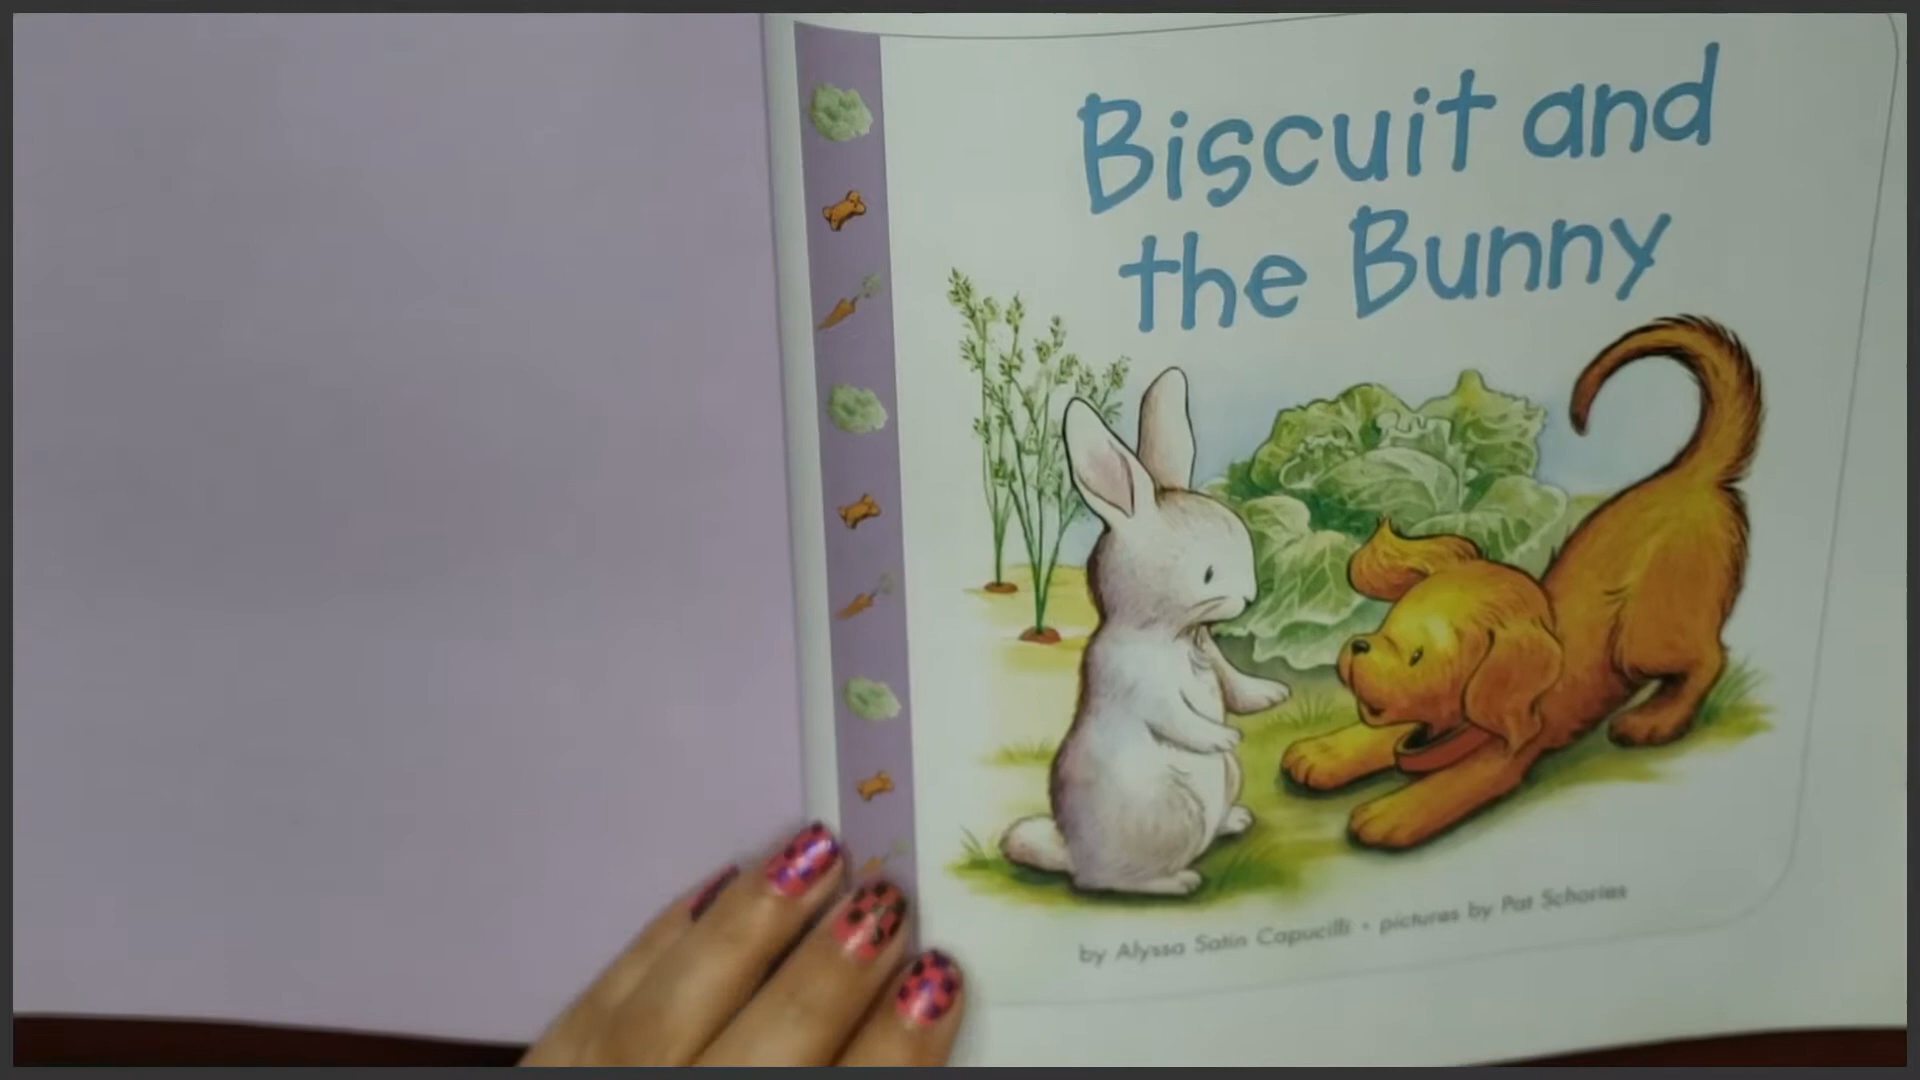 Biscuit and
the Bunny
by Alyssa Satin Capucilli • pictures by Pat Schories